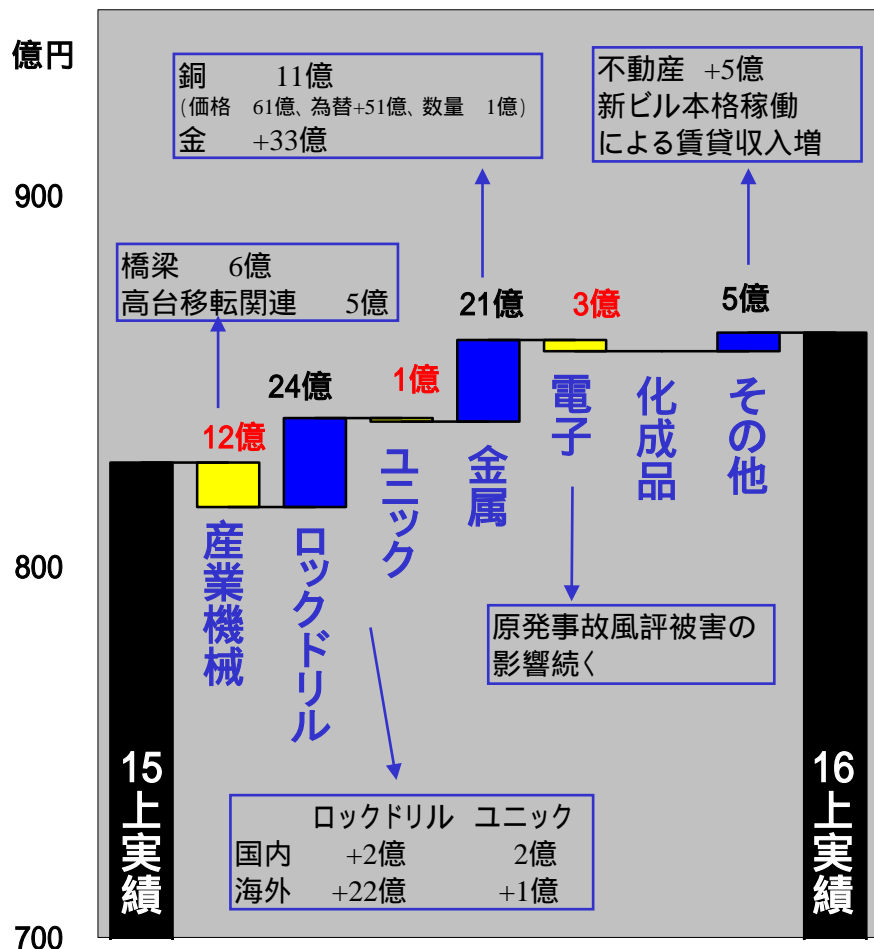 億円
銅 11億
(価格 61億、為替+51億、数量 1億)
金 +33億
不動産 +5億
新ビル本格稼働
による賃貸収入増
900
橋梁 6億
高台移転関連 5億
21億
3億
5億
24億
1億
12億
電子
化成品
その他
ユニック
金属
産業機械
ロックドリル
800
原発事故風評被害の
影響続く
15上実績
16上実績
ロックドリル ユニック
国内 +2億 2億
海外 +22億 +1億
700